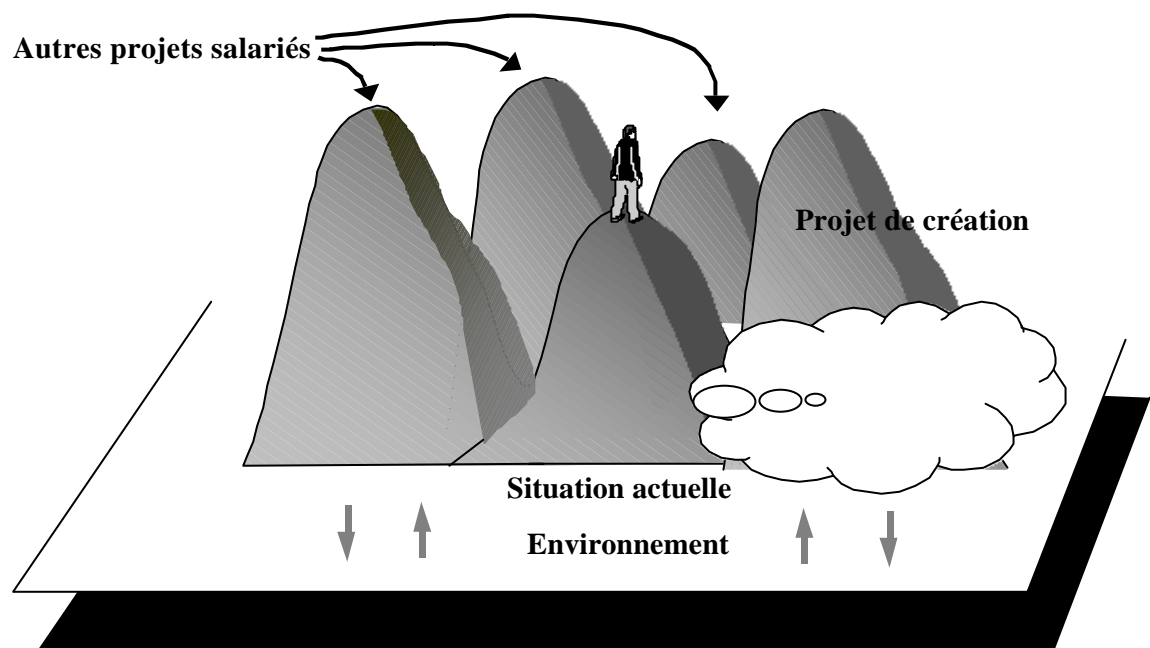 Autres projets salariés
Projet de création
Situation actuelle
Environnement